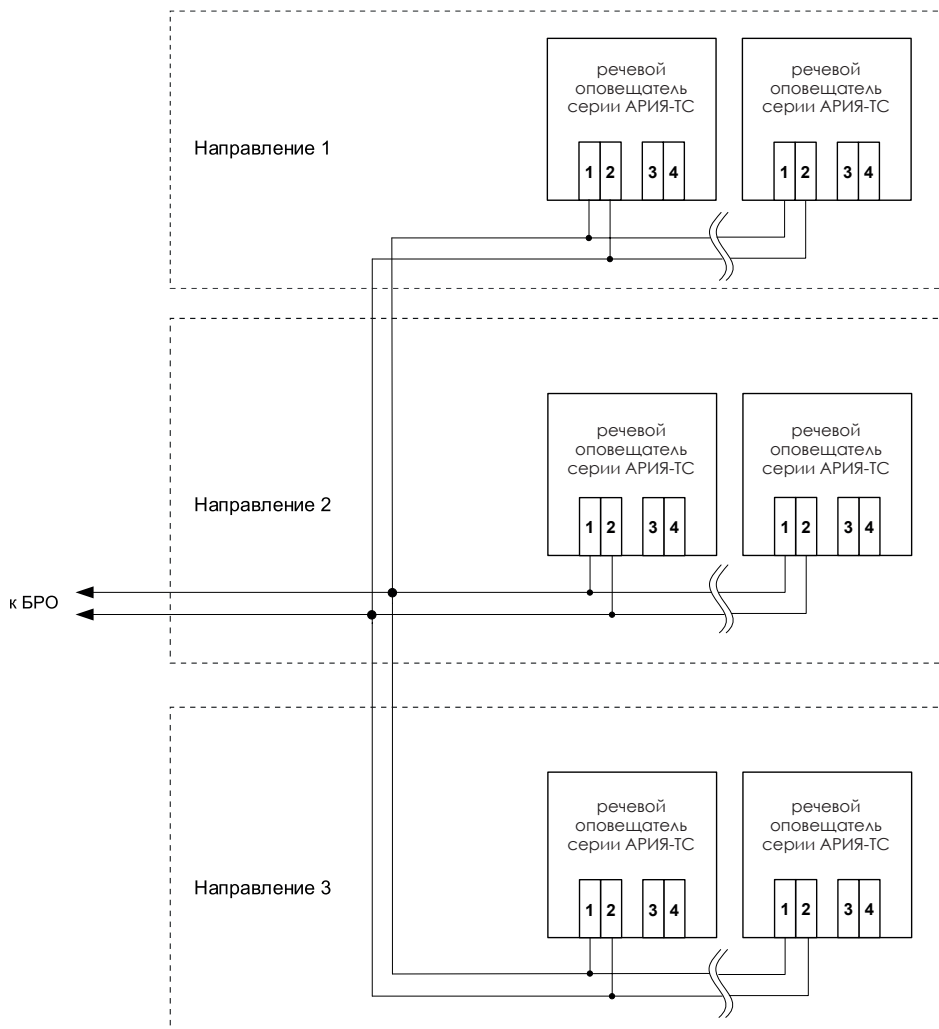 речевой
оповещатель
серии АРИЯ-ТС
речевой
оповещатель
серии АРИЯ-ТС
Направление 1
1 2 3 4
1 2 3 4
речевой
оповещатель
серии АРИЯ-ТС
речевой
оповещатель
серии АРИЯ-ТС
Направление 2
1 2 3 4
1 2 3 4
к БРО
речевой
оповещатель
серии АРИЯ-ТС
речевой
оповещатель
серии АРИЯ-ТС
Направление 3
1 2 3 4
1 2 3 4